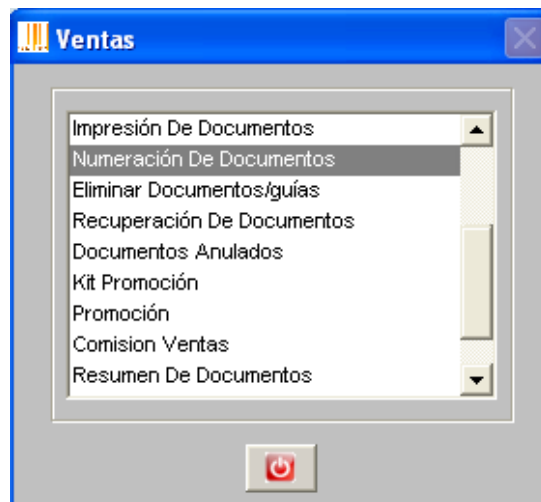 Ventas
Impresión De Documentos
Numeración De Documentos
Eliminar Documentos/guías
Recuperación De Documentos
Documentos Anulados
Kit Promoción
Promoción
Comision Ventas
Resumen De Documentos